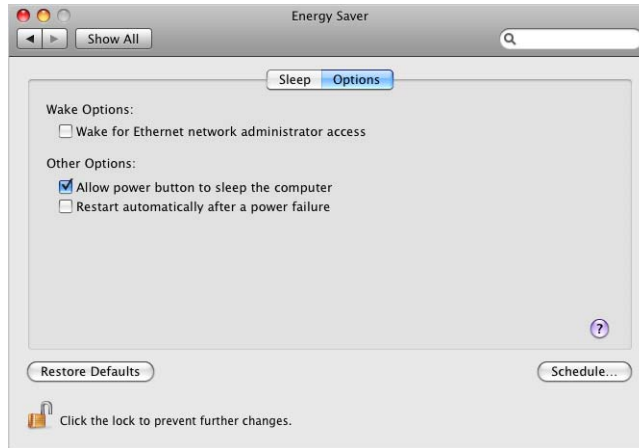 Energy Saver
Show All
Sleep Options
Wake Options:
Wake for Ethernet network administrator access
Other Options:
Allow power button to sleep the computer
Restart automatically after a power failure
?
Restore Defaults Schedule...
Click the lock to prevent further changes.